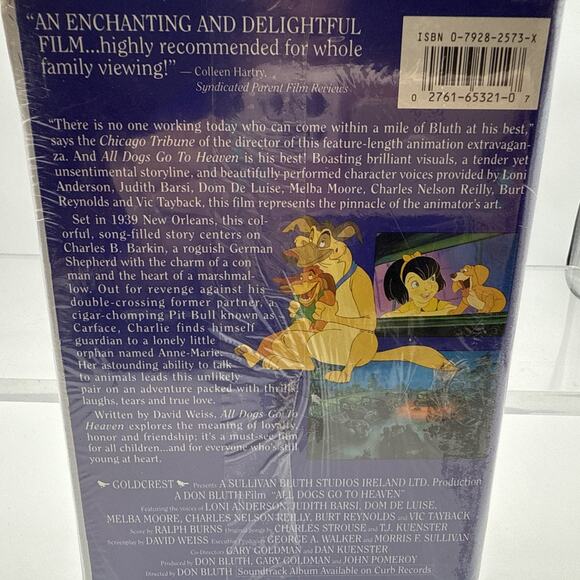 "AN ENCHANTING AND DELIGHTFUL
FILM...highly recommended for whole
family viewing!" — Colleen Hartry,
Syndicated Parent Film Reviews
ISBN 0-7928-2573-X
0 27616-65321-0 7
"There is no one working today who can come within a mile of Bluth at his best,"
says the Chicago Tribune of the director of this feature-length animation extravagan-
za. And All Dogs Go To Heaven is his best! Boasting brilliant visuals, a tender yet
unsentimental storyline, and beautifully-performed character voices provided by Loni
Anderson, Judith Barsi, Dom De Luise, Melba Moore, Charles Nelson Reilly, Burt
Reynolds and Vic Tayback, this film represents the pinnacle of the animator's art.
Set in 1939 New Orleans, this col-
orful, song-filled story centers on
Charles B. Barkin, a roguish German
Shepherd with the charm of a con
man and the heart of a marshmal-
low. Out for revenge against his
double-crossing former partner, a
cigar-chomping Pit Bull known as
Carface, Charlie finds himself
guardian to a lonely little
orphan named Anne-Marie.
Her astounding ability to talk
to animals leads this unlikely
pair on an adventure packed with thrills,
laughs, tears and true love.
Written by David Weiss, All Dogs Go To
Heaven explores the meaning of loyalty,
honor and friendship; it's a must-see film
for all children...and for everyone who's still
young at heart.
GOLDCREST Presents A SULLIVAN BLUTH STUDIOS IRELAND LTD. Production
A DON BLUTH Film "ALL DOGS GO TO HEAVEN"
Featuring the voices of LONI ANDERSON, JUDITH BARSI, DOM DE LUISE,
MELBA MOORE, CHARLES NELSON REILLY, BURT REYNOLDS and VIC TAYBACK
Score by RALPH BURNS Original Songs by CHARLES STROUSE and T.J. KUENSTER
Screenplay by DAVID WEISS Executive Producers GEORGE A. WALKER and MORRIS F. SULLIVAN
Co-Directors GARY GOLDMAN and DAN KUENSTER
Produced by DON BLUTH, GARY GOLDMAN and JOHN POMEROY
Directed by DON BLUTH Soundtrack Album Available on Curb Records